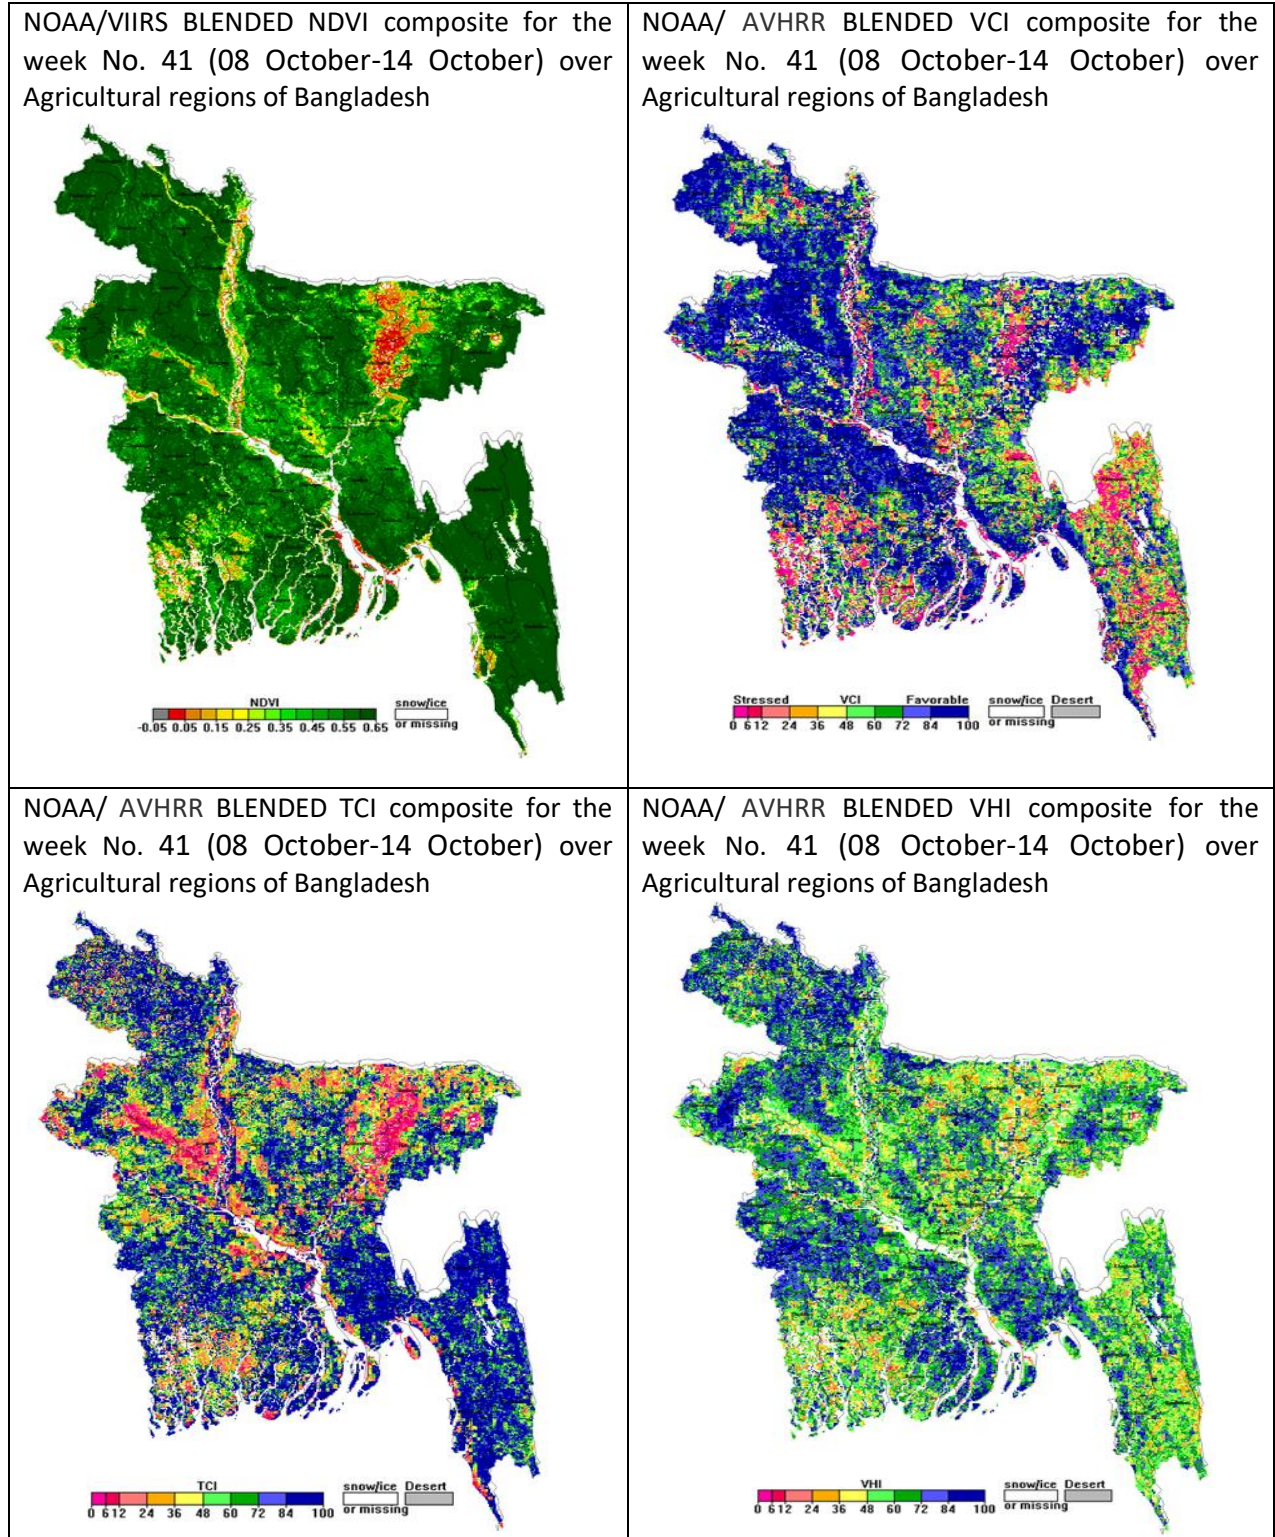 NOAA/VIIRS BLENDED NDVI composite for the
week No. 41 (08 October-14 October) over
Agricultural regions of Bangladesh
NDVI
snow/ice
or missing
-0.05 0.05 0.15 0.25 0.35 0.45 0.55 0.65
NOAA/ AVHRR BLENDED VCI composite for the
week No. 41 (08 October-14 October) over
Agricultural regions of Bangladesh
Stressed VCI Favorable
snow/ice Desert
or missing
0 6 12 24 36 48 60 72 84 100
NOAA/ AVHRR BLENDED TCI composite for the
week No. 41 (08 October-14 October) over
Agricultural regions of Bangladesh
TCI
snow/ice Desert
or missing
0 6 12 24 36 48 60 72 84 100
NOAA/ AVHRR BLENDED VHI composite for the
week No. 41 (08 October-14 October) over
Agricultural regions of Bangladesh
VHI
snow/ice Desert
or missing
0 6 12 24 36 48 60 72 84 100